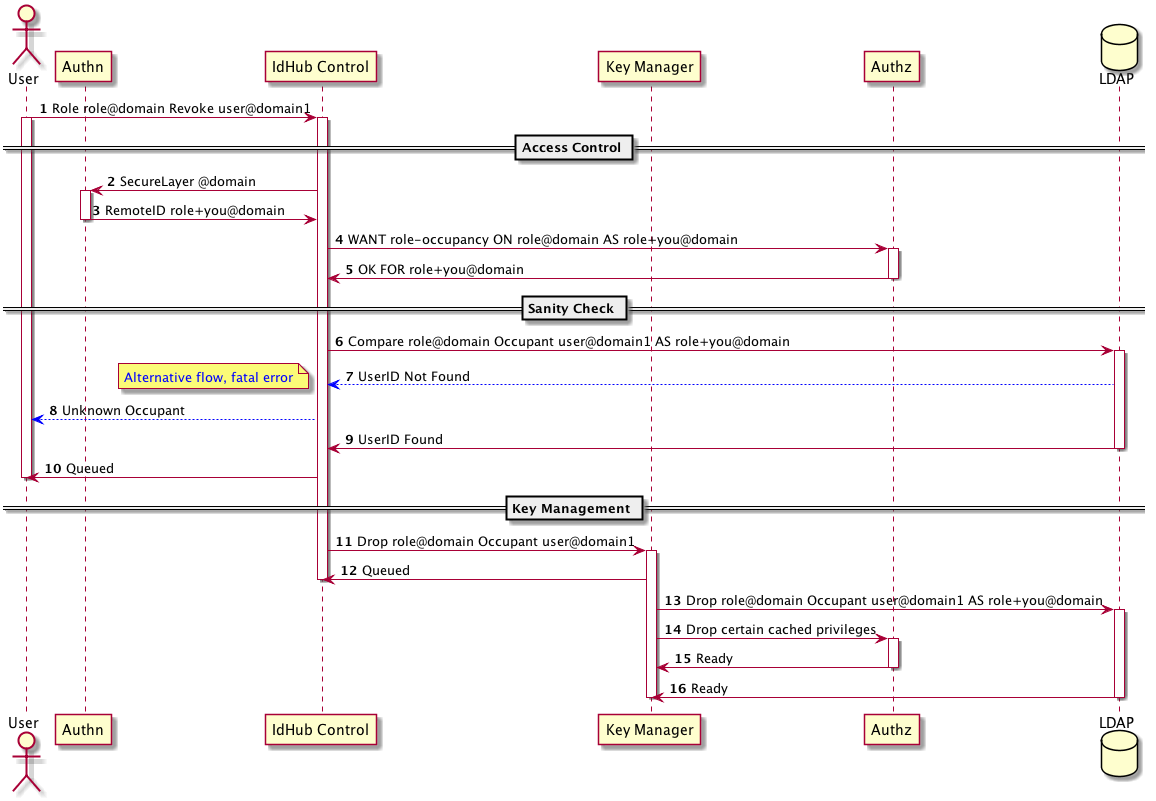 User
Authn
IdHub Control
Key Manager
Authz
LDAP
1 Role role@domain Revoke user@domain1
Access Control
2 SecureLayer @domain
3 RemoteID role+you@domain
4 WANT role-occupancy ON role@domain AS role+you@domain
5 OK FOR role+you@domain
Sanity Check
6 Compare role@domain Occupant user@domain1 AS role+you@domain
Alternative flow, fatal error
7 UserID Not Found
8 Unknown Occupant
9 UserID Found
10 Queued
Key Management
11 Drop role@domain Occupant user@domain1
12 Queued
13 Drop role@domain Occupant user@domain1 AS role+you@domain
14 Drop certain cached privileges
15 Ready
16 Ready
User
Authn
IdHub Control
Key Manager
Authz
LDAP